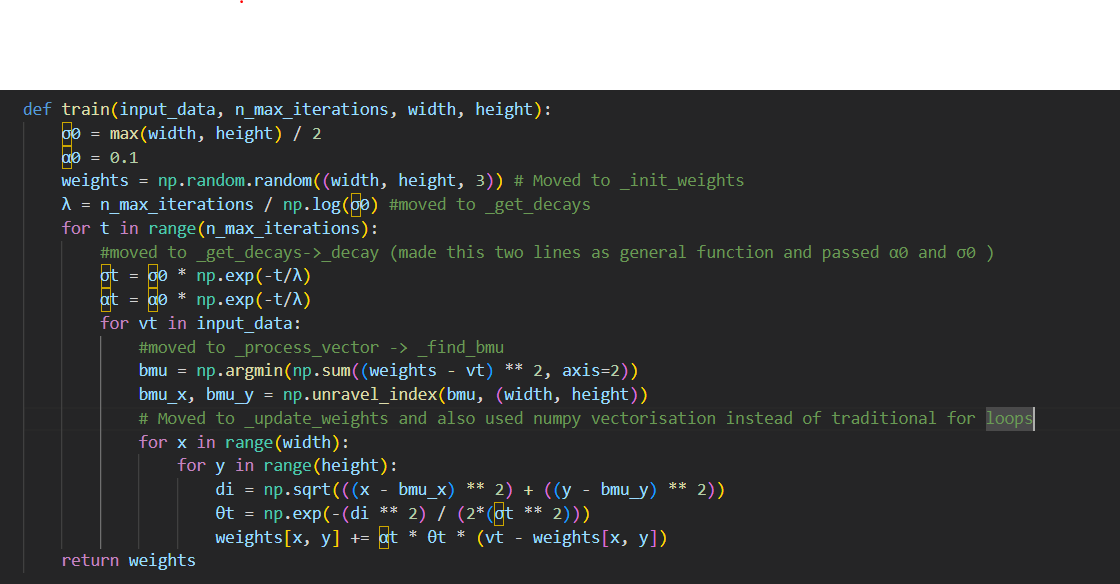 def train(input_data, n_max_iterations, width, height):
    σ0 = max(width, height) / 2
    α0 = 0.1
    weights = np.random.random((width, height, 3)) # Moved to _init_weights
    λ = n_max_iterations / np.log(σ0) #moved to _get_decays
    for t in range(n_max_iterations):
        #moved to _get_decays->_decay (made this two lines as general function and passed α0 and σ0 )
        σt = σ0 * np.exp(-t/λ)
        αt = α0 * np.exp(-t/λ)
        for vt in input_data:
            #moved to _process_vector -> _find_bmu
            bmu = np.argmin(np.sum((weights - vt) ** 2, axis=2))
            bmu_x, bmu_y = np.unravel_index(bmu, (width, height))
            # Moved to _update_weights and also used numpy vectorisation instead of traditional for loops
            for x in range(width):
                for y in range(height):
                    di = np.sqrt(((x - bmu_x) ** 2) + ((y - bmu_y) ** 2))
                    θt = np.exp(-(di ** 2) / (2*(σt ** 2)))
                    weights[x, y] += αt * θt * (vt - weights[x, y])
    return weights